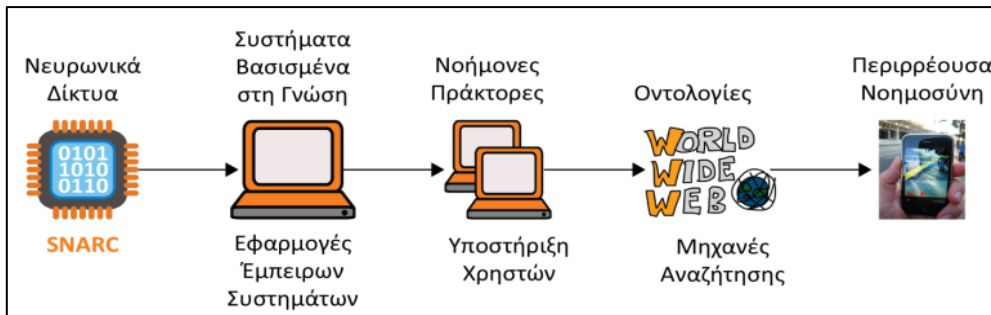 Νευρωνικά
Δίκτυα
0101
1010
0110
SNARC
Συστήματα
Βασισμένα
στη Γνώση
Εφαρμογές
Έμπειρων
Συστημάτων
Νοήμονες
Πράκτορες
Υποστήριξη
Χρηστών
Οντολογίες
WORLD
WIDE
WEB
Μηχανές
Αναζήτησης
Περιρρέουσα
Νοημοσύνη